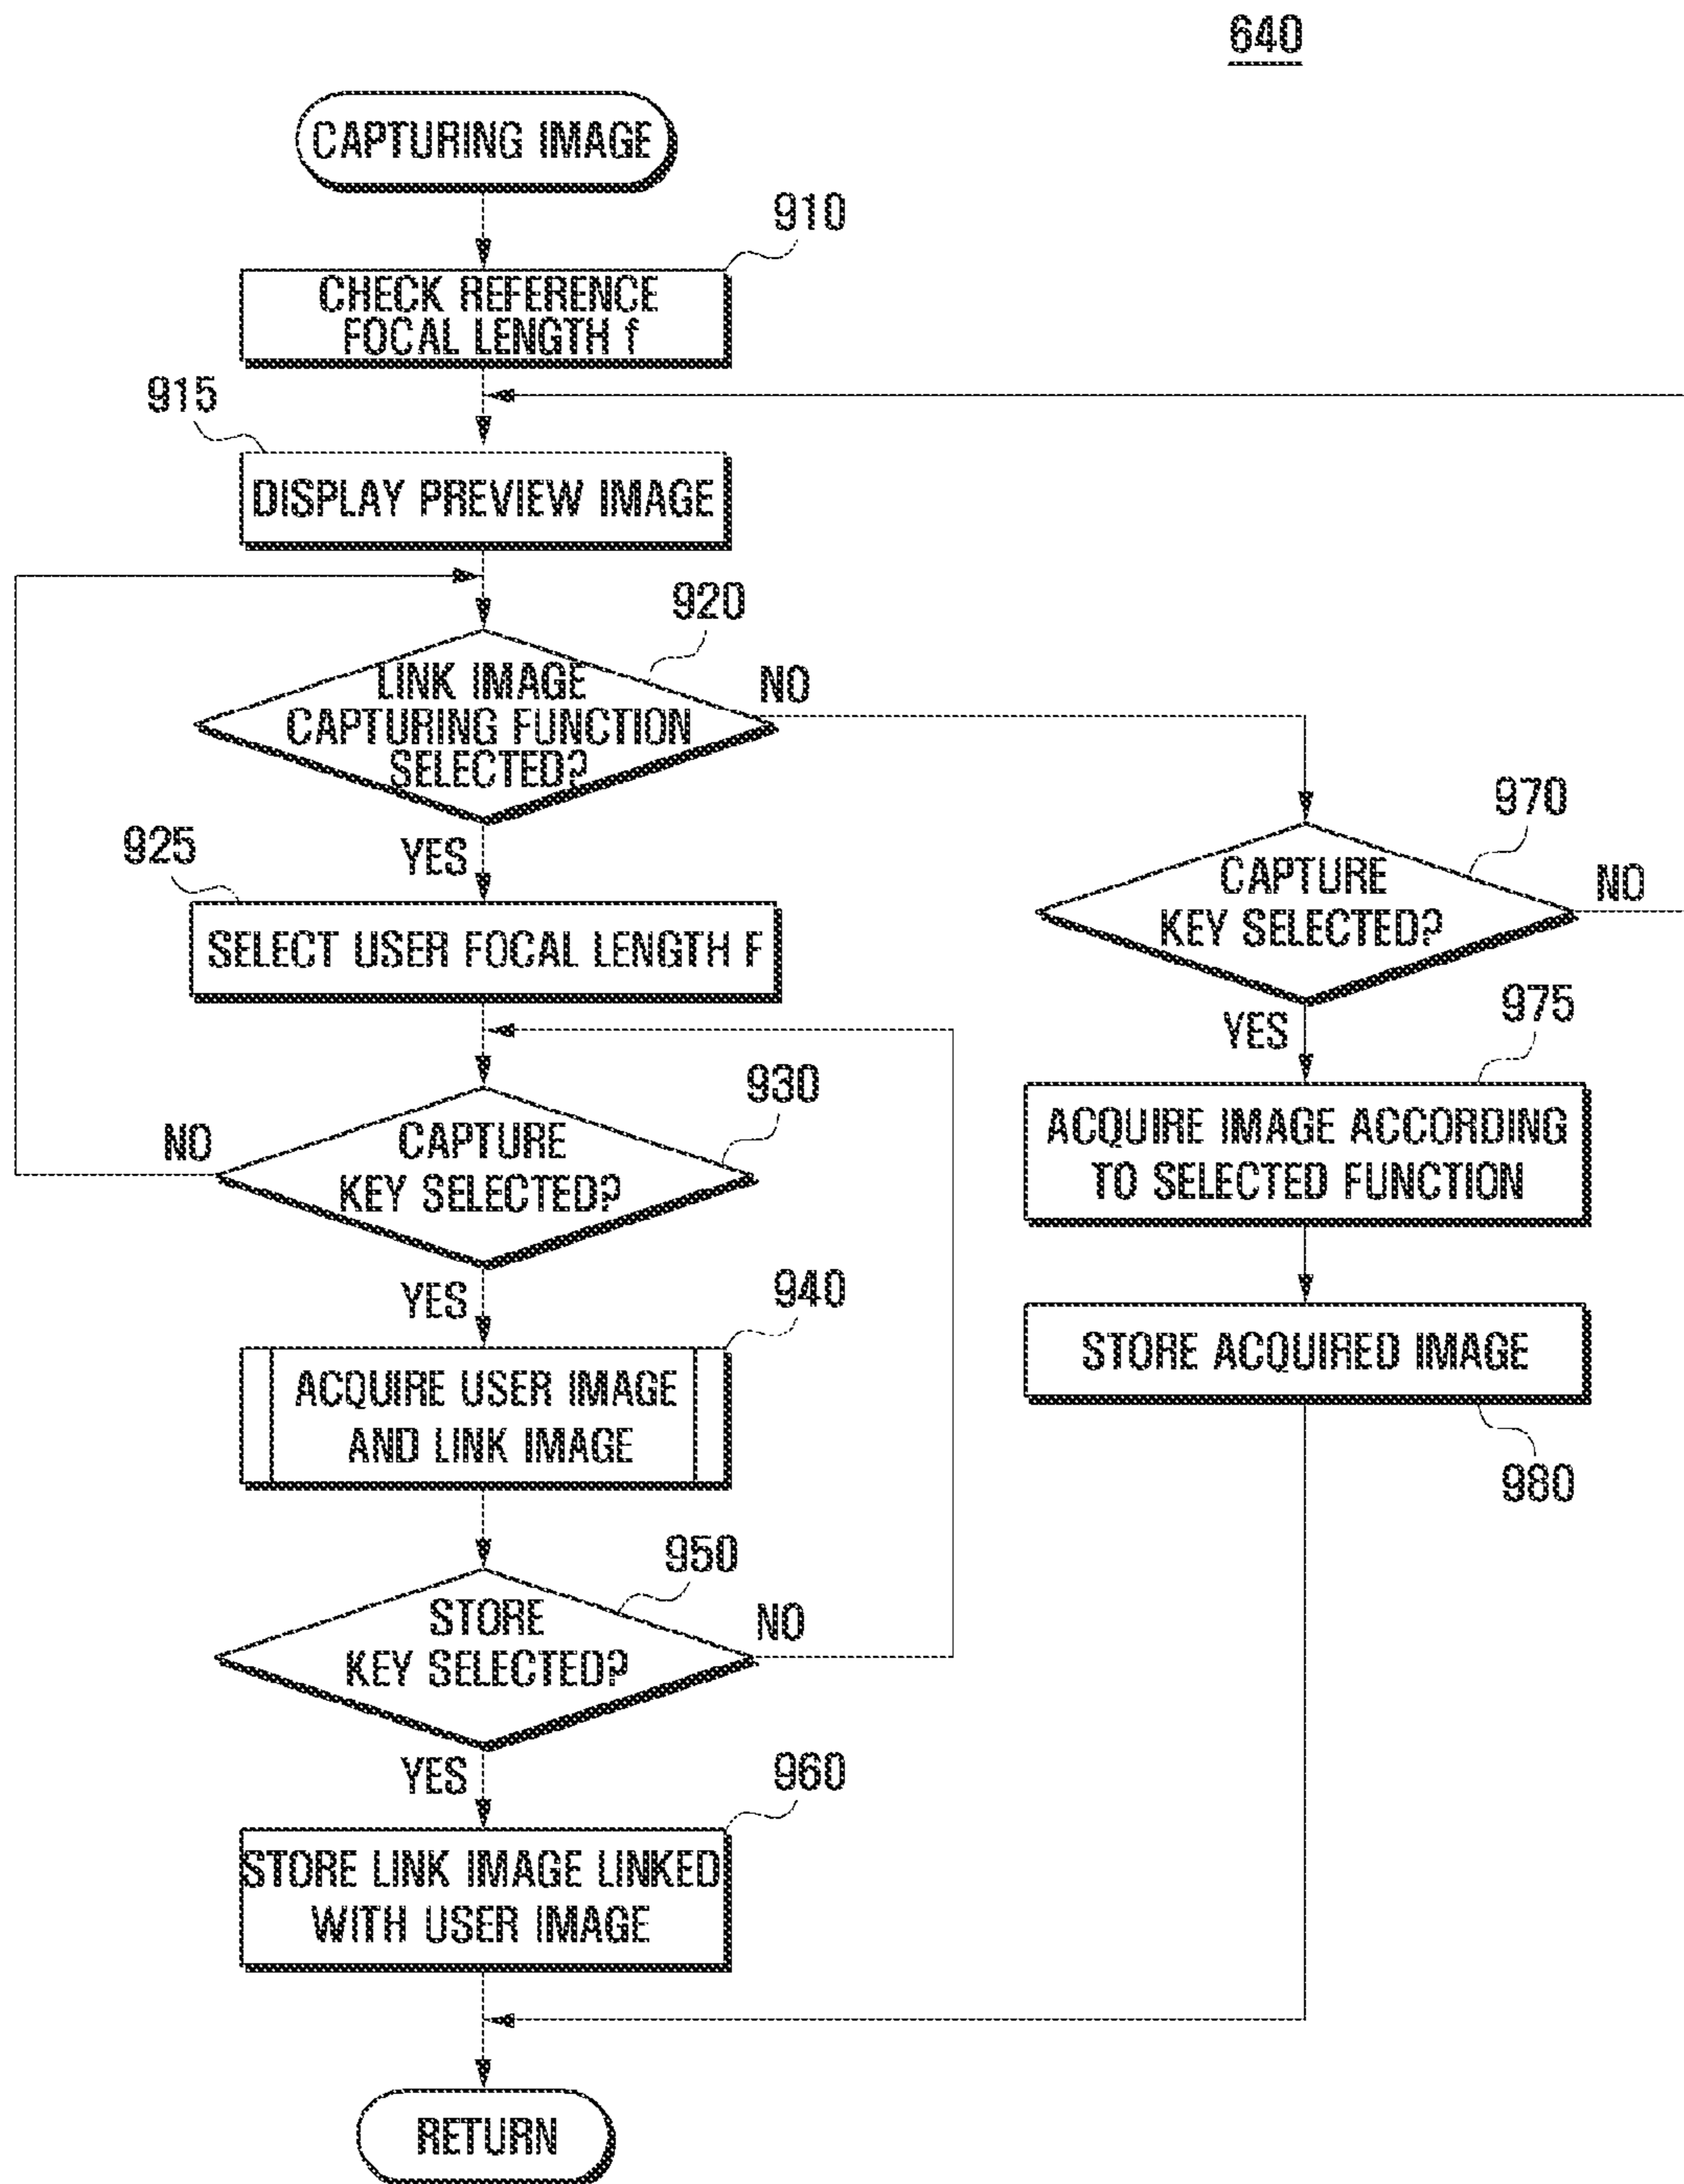 640
CAPTURING IMAGE
910
CHECK REFERENCE
FOCAL LENGTH f
915
DISPLAY PREVIEW IMAGE
920
LINK IMAGE
CAPTURING FUNCTION
SELECTED?
NO
YES
925
SELECT USER FOCAL LENGTH F
930
CAPTURE
KEY SELECTED?
NO
YES
940
ACQUIRE USER IMAGE
AND LINK IMAGE
950
STORE
KEY SELECTED?
NO
YES
960
STORE LINK IMAGE LINKED
WITH USER IMAGE
970
CAPTURE
KEY SELECTED?
NO
YES
975
ACQUIRE IMAGE ACCORDING
TO SELECTED FUNCTION
STORE ACQUIRED IMAGE
980
RETURN